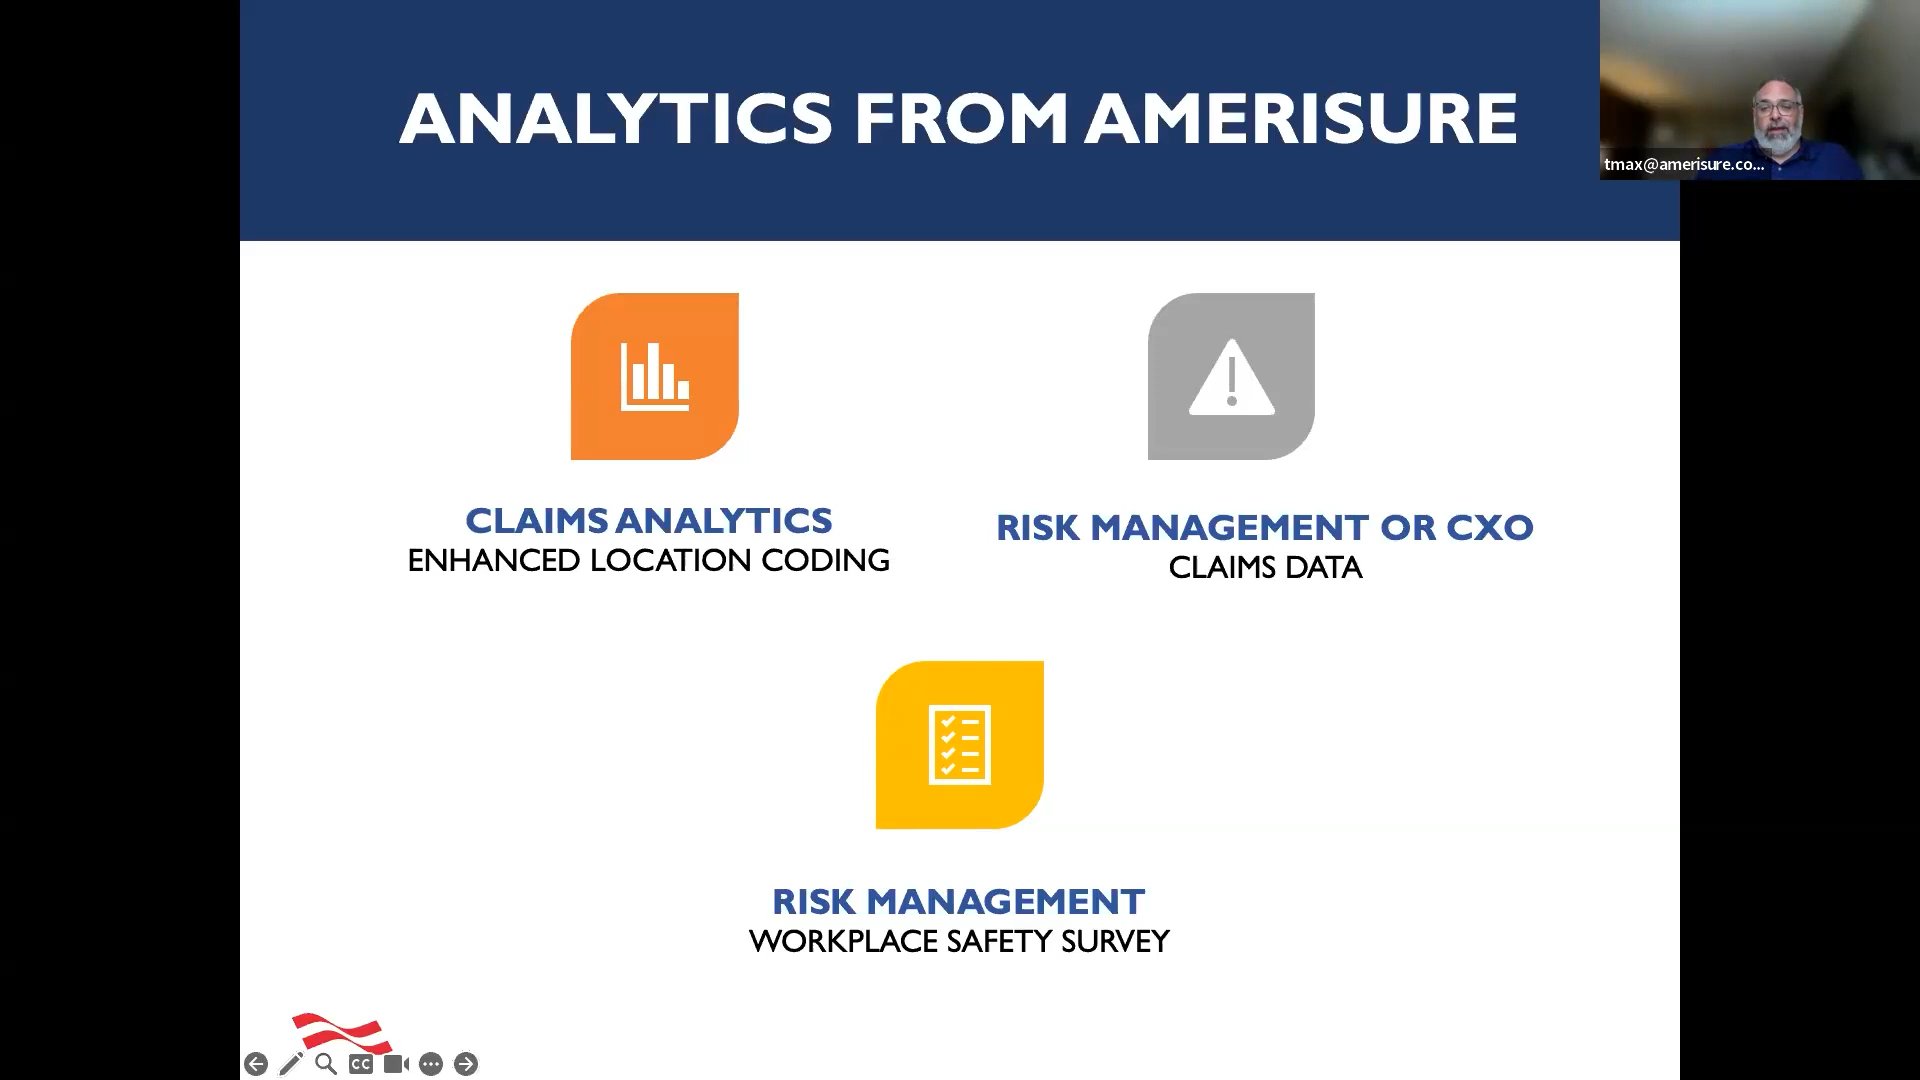 ANALYTICS FROM AMERISURE
tmax@amerisure.co...
CLAIMS ANALYTICS
ENHANCED LOCATION CODING
RISK MANAGEMENT OR CXO
CLAIMS DATA
RISK MANAGEMENT
WORKPLACE SAFETY SURVEY
CC